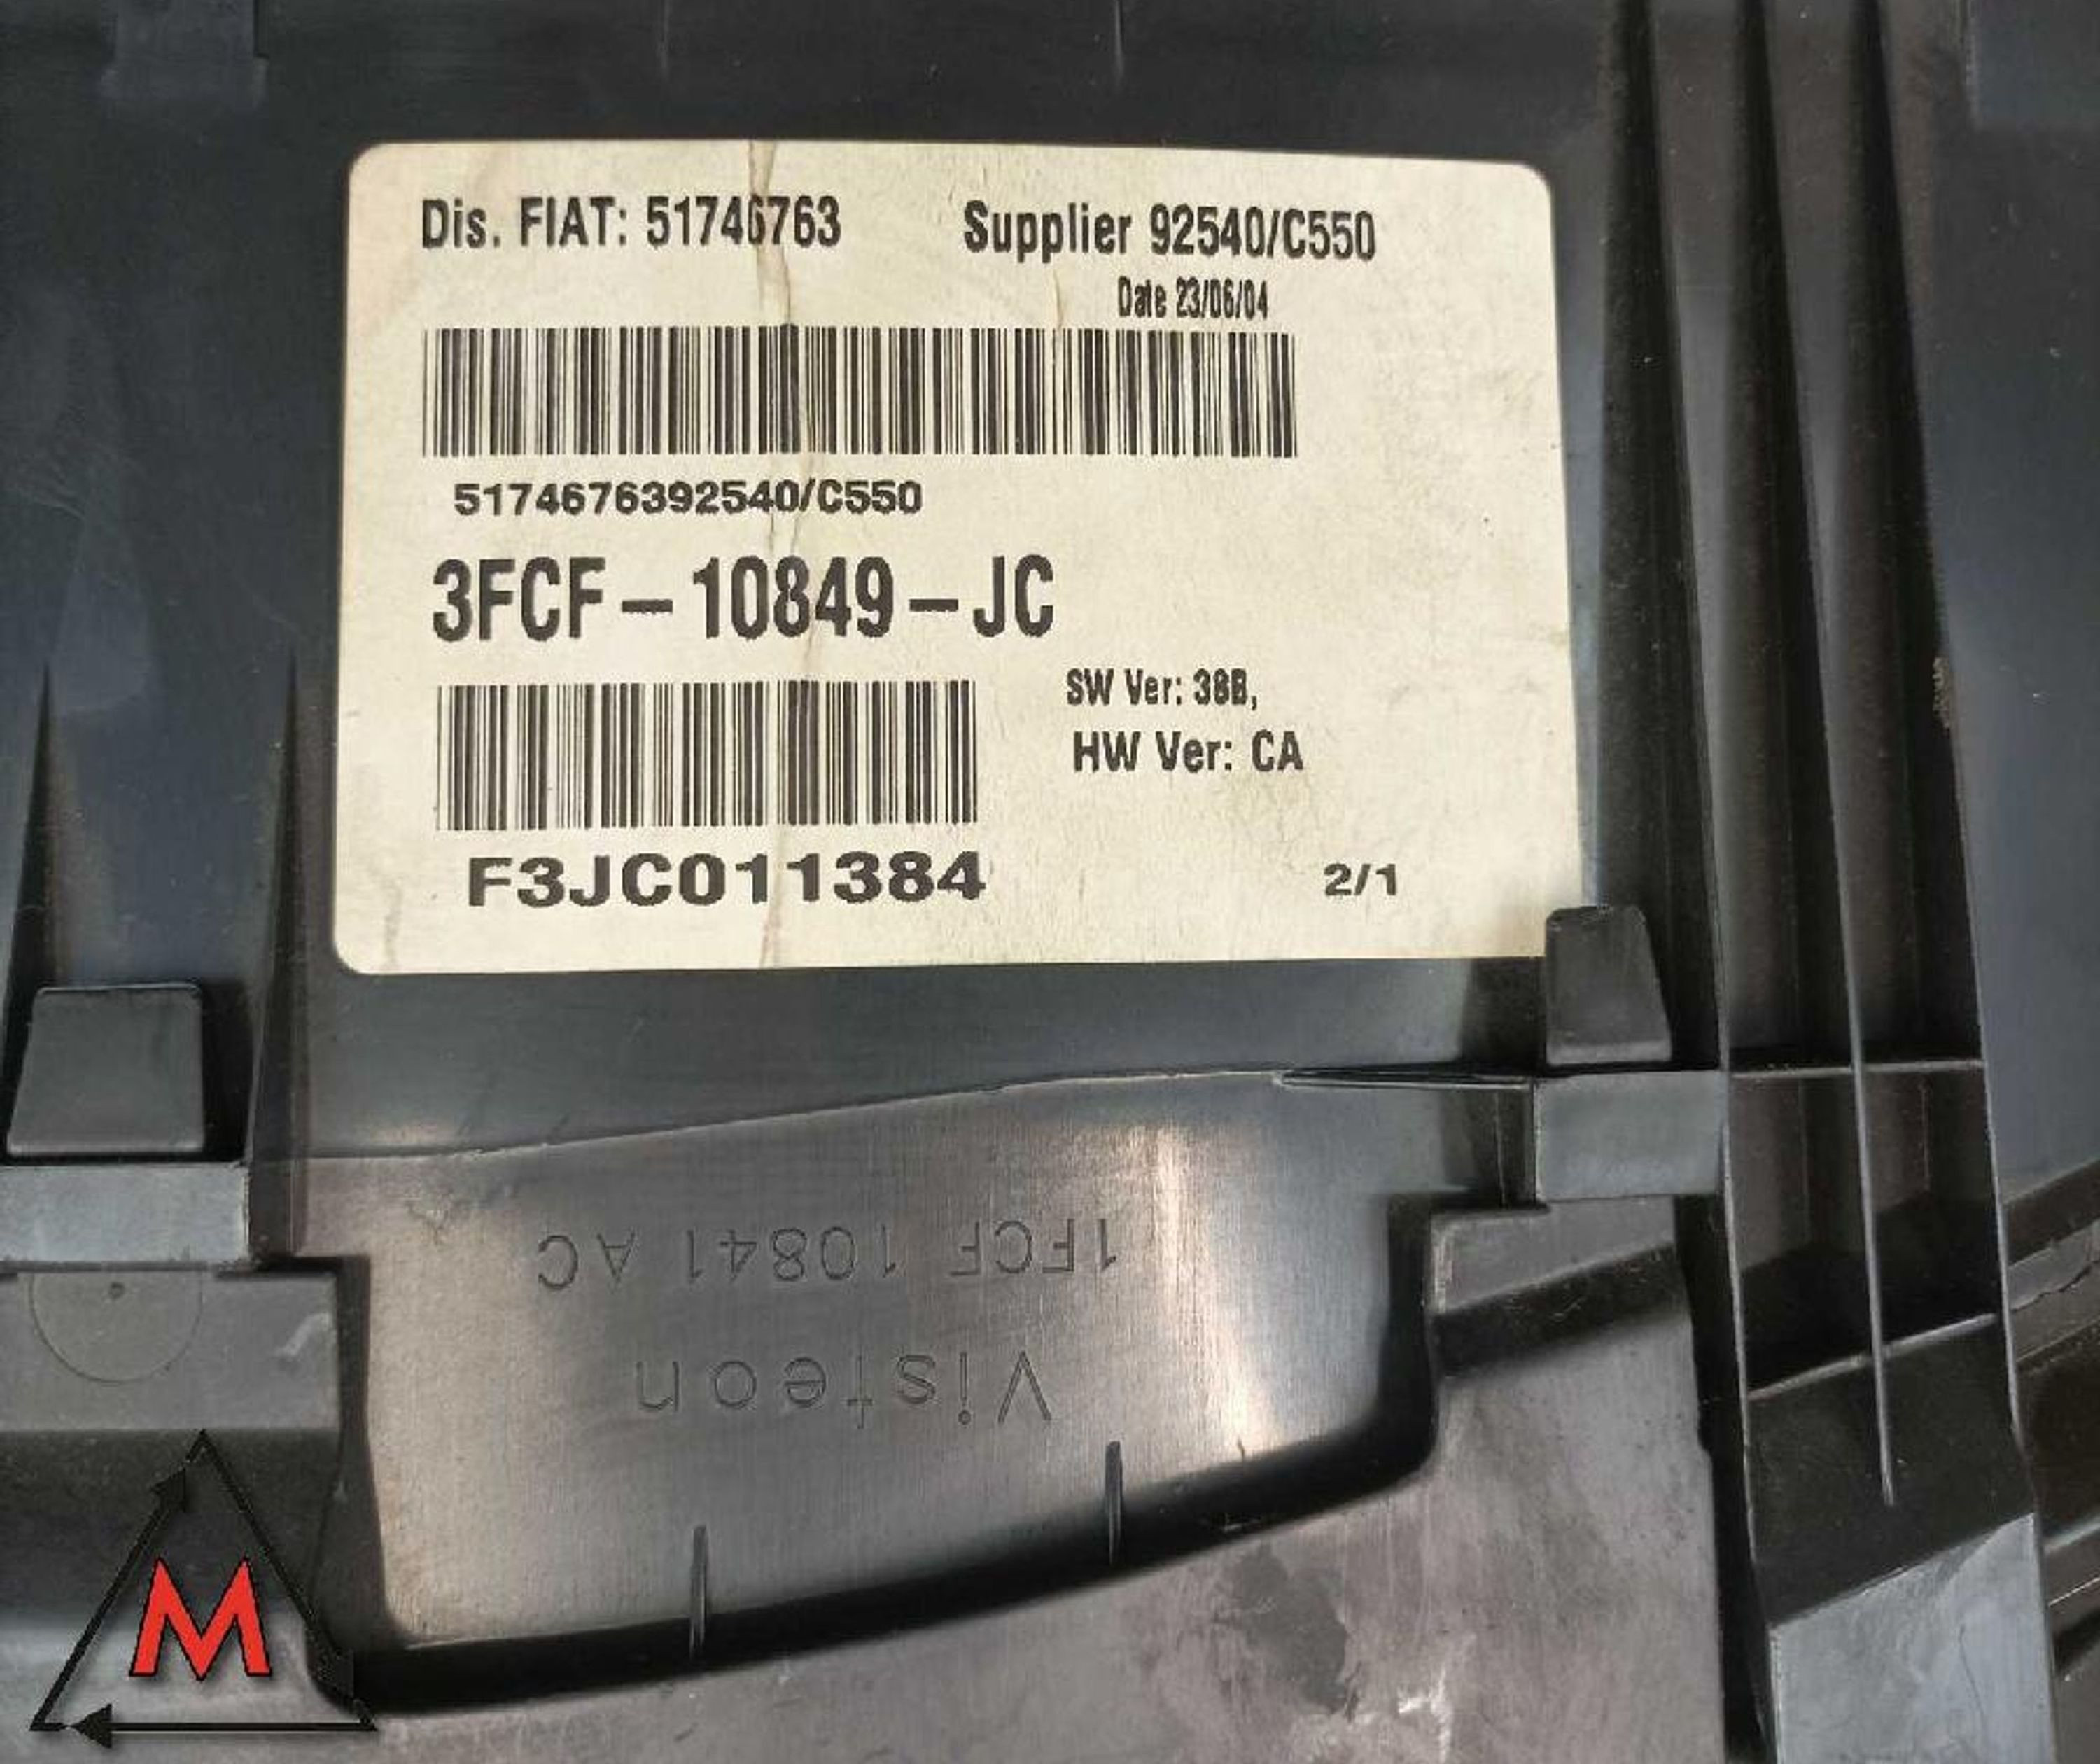 Dis. FIAT: 51746763 Supplier 92540/C550
Date 23/06/04
5174676392540/C550
3FCF-10849-JC
SW Ver: 38B,
HW Ver: CA
F3JC011384 2/1
1FCF 10841 AC
Visteon
M